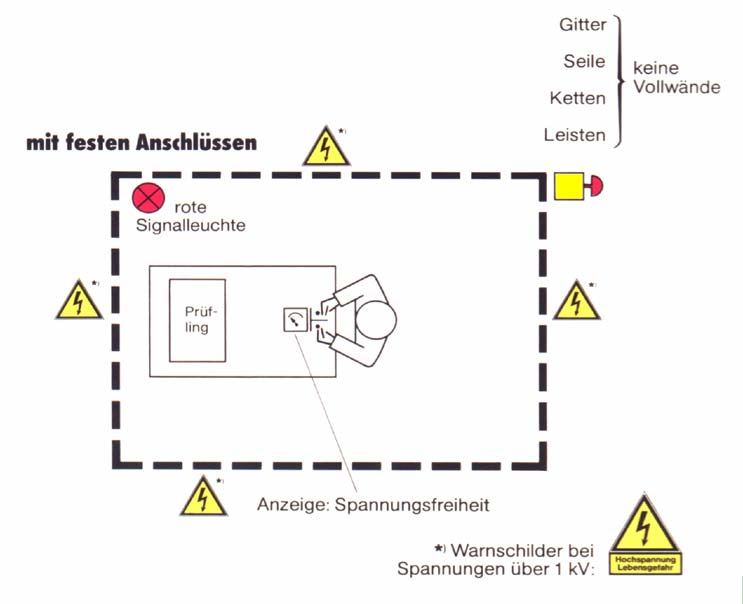 Gitter
Seile
Ketten
Leisten
keine
Vollwände
mit festen Anschlüssen
*)
rote
Signalleuchte
*)
*)
Prüf-
ling
*)
Anzeige: Spannungsfreiheit
*) Warnschilder bei
Spannungen über 1 kV:
Hochspannung
Lebensgefahr